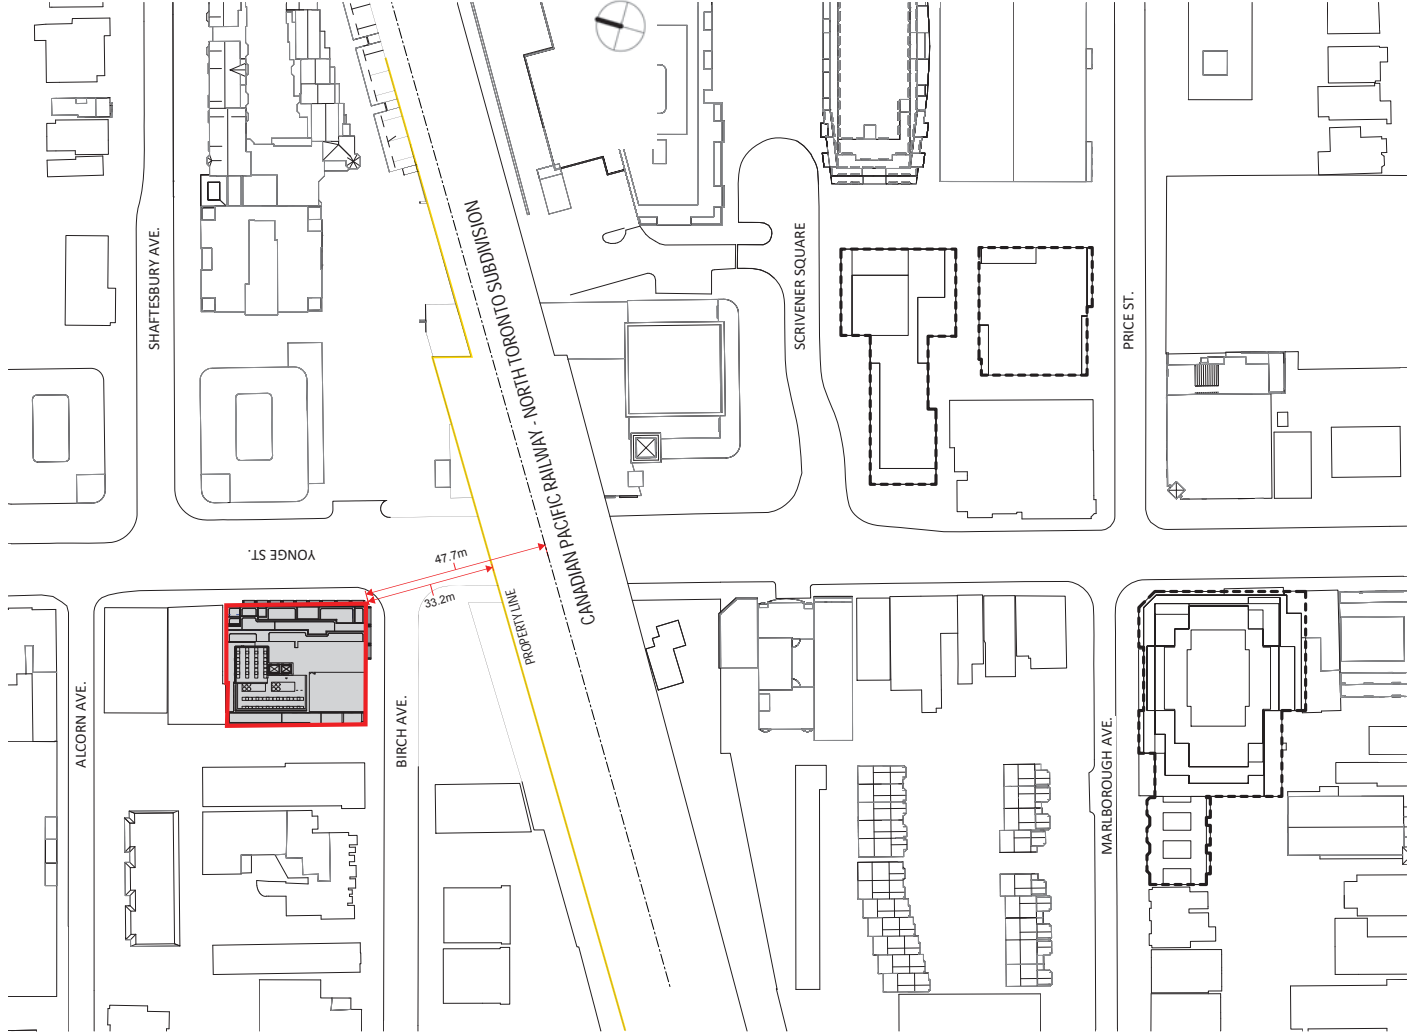 CANADIAN PACIFIC RAILWAY - NORTH TORONTO SUBDIVISION
SHAFTESBURY AVE.
SCRIVENER SQUARE
PRICE ST.
YONGE ST.
47.7m
33.2m
PROPERTY LINE
ALCORN AVE.
BIRCH AVE.
MARLBOROUGH AVE.